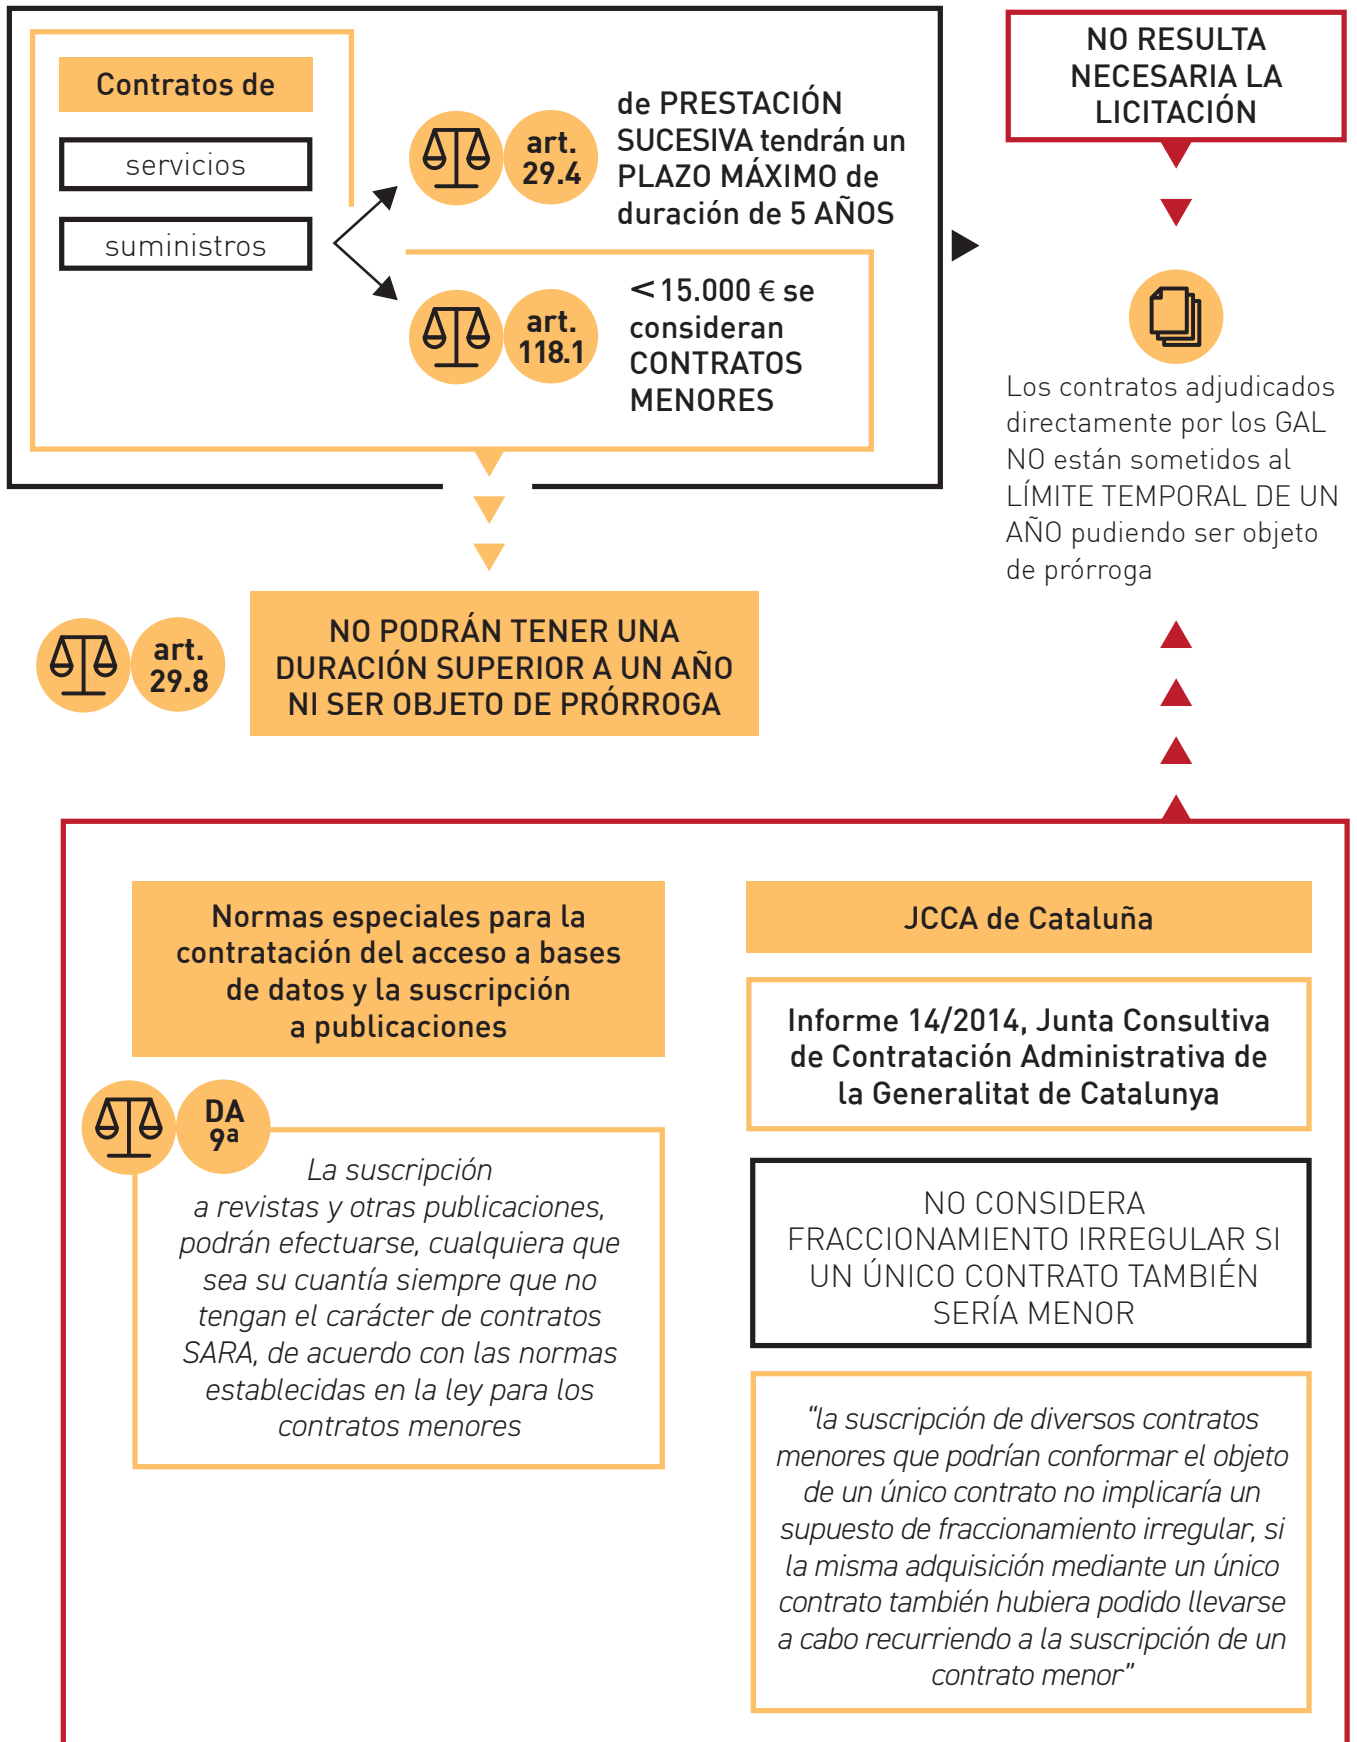 Contratos de
servicios
suministros
art.
29.4
de PRESTACIÓN
SUCESIVA tendrán un
PLAZO MÁXIMO de
duración de 5 AÑOS
art.
118.1
< 15.000 € se
consideran
CONTRATOS
MENORES
NO RESULTA
NECESARIA LA
LICITACIÓN
Los contratos adjudicados
directamente por los GAL
NO están sometidos al
LÍMITE TEMPORAL DE UN
AÑO pudiendo ser objeto
de prórroga
art.
29.8
NO PODRÁN TENER UNA
DURACIÓN SUPERIOR A UN AÑO
NI SER OBJETO DE PRÓRROGA
Normas especiales para la
contratación del acceso a bases
de datos y la suscripción
a publicaciones
DA
9ª
La suscripción
a revistas y otras publicaciones,
podrán efectuarse, cualquiera que
sea su cuantía siempre que no
tengan el carácter de contratos
SARA, de acuerdo con las normas
establecidas en la ley para los
contratos menores
JCCA de Cataluña
Informe 14/2014, Junta Consultiva
de Contratación Administrativa de
la Generalitat de Catalunya
NO CONSIDERA
FRACCIONAMIENTO IRREGULAR SI
UN ÚNICO CONTRATO TAMBIÉN
SERÍA MENOR
“la suscripción de diversos contratos
menores que podrían conformar el objeto
de un único contrato no implicaría un
supuesto de fraccionamiento irregular, si
la misma adquisición mediante un único
contrato también hubiera podido llevarse
a cabo recurriendo a la suscripción de un
contrato menor”